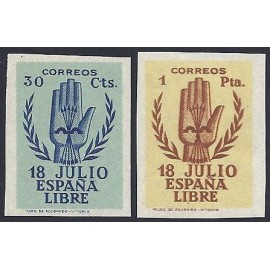 CORREOS
30 Cts.
18 JULIO
ESPAÑA
LIBRE
CORREOS
1 Pta.
18 JULIO
ESPAÑA
LIBRE